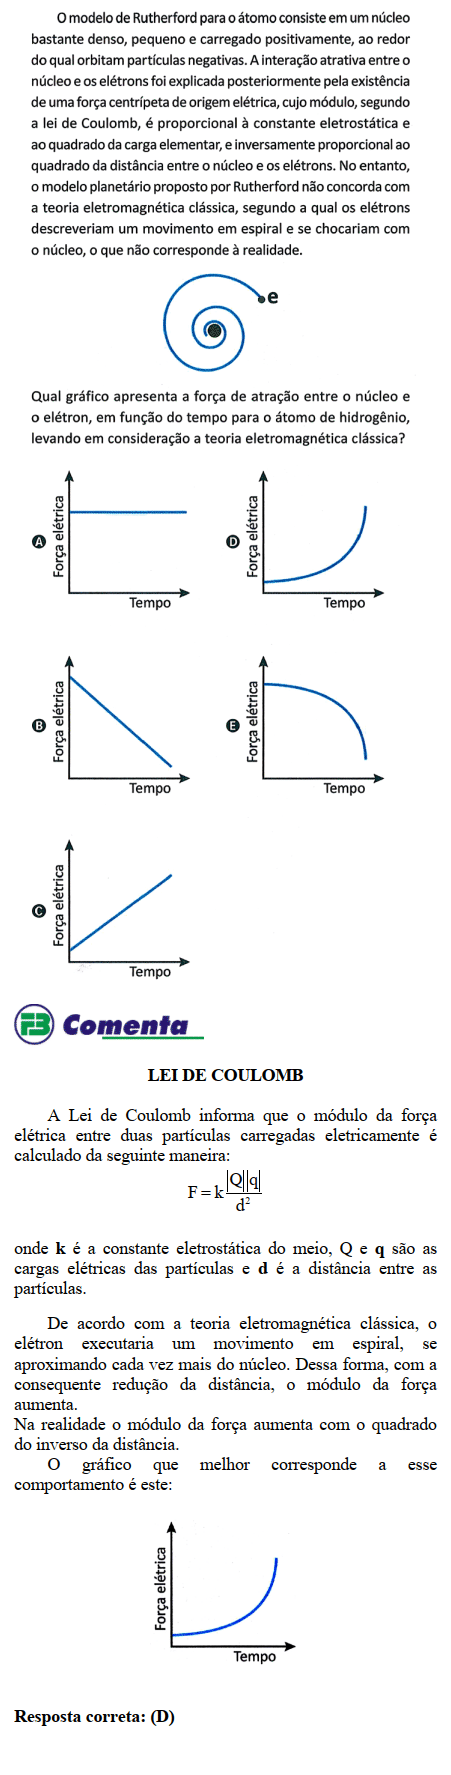 O modelo de Rutherford para o átomo consiste em um núcleo
bastante denso, pequeno e carregado positivamente, ao redor
do qual orbitam partículas negativas. A interação atrativa entre o
núcleo e os elétrons foi explicada posteriormente pela existência
de uma força centrípeta de origem elétrica, cujo módulo, segundo
a lei de Coulomb, é proporcional à constante eletrostática e
ao quadrado da carga elementar, e inversamente proporcional ao
quadrado da distância entre o núcleo e os elétrons. No entanto,
o modelo planetário proposto por Rutherford não concorda com
a teoria eletromagnética clássica, segundo a qual os elétrons
descreveriam um movimento em espiral e se chocariam com
o núcleo, o que não corresponde à realidade.
e
Qual gráfico apresenta a força de atração entre o núcleo e
o elétron, em função do tempo para o átomo de hidrogênio,
levando em consideração a teoria eletromagnética clássica?
A Força elétrica
Tempo
D Força elétrica
Tempo
B Força elétrica
Tempo
E Força elétrica
Tempo
C Força elétrica
Tempo
FB Comenta
LEI DE COULOMB
A Lei de Coulomb informa que o módulo da força
elétrica entre duas partículas carregadas eletricamente é
calculado da seguinte maneira:
F = k |Q||q| / d²
onde k é a constante eletrostática do meio, Q e q são as
cargas elétricas das partículas e d é a distância entre as
partículas.
De acordo com a teoria eletromagnética clássica, o
elétron executaria um movimento em espiral, se
aproximando cada vez mais do núcleo. Dessa forma, com a
consequente redução da distância, o módulo da força
aumenta.
Na realidade o módulo da força aumenta com o quadrado
do inverso da distância.
O gráfico que melhor corresponde a esse
comportamento é este:
Força elétrica
Tempo
Resposta correta: (D)